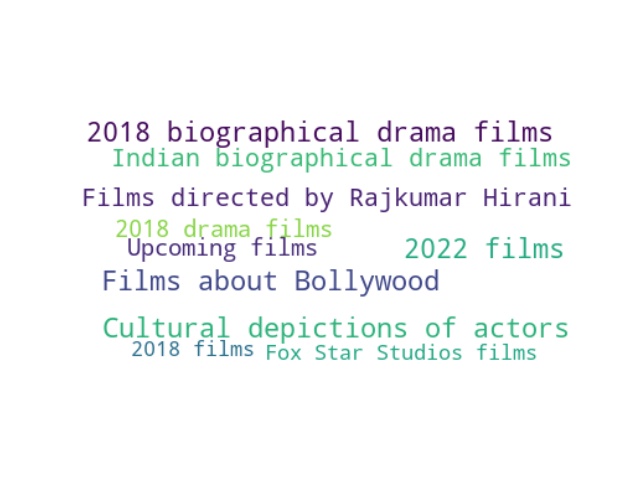 2018 biographical drama films
Indian biographical drama films
Films directed by Rajkumar Hirani
2018 drama films
Upcoming films
2022 films
Films about Bollywood
Cultural depictions of actors
2018 films
Fox Star Studios films